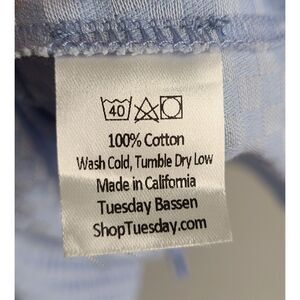 40
100% Cotton
Wash Cold, Tumble Dry Low
Made in California
Tuesday Bassen
ShopTuesday.com